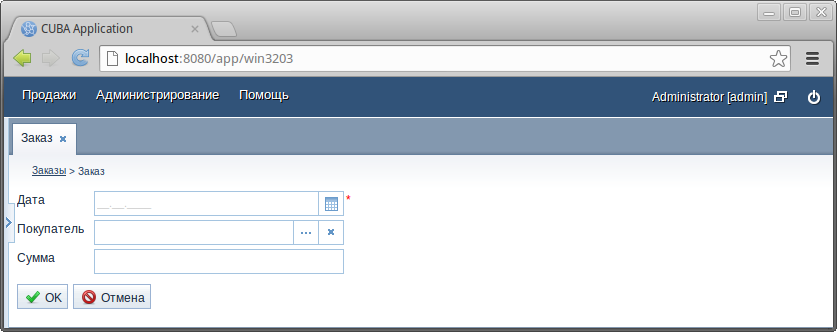 CUBA Application
localhost:8080/app/win3203
Продажи Администрирование Помощь Administrator [admin]
Заказ
Заказы > Заказ
Дата __.__.____ *
Покупатель ...
Сумма
OK Отмена